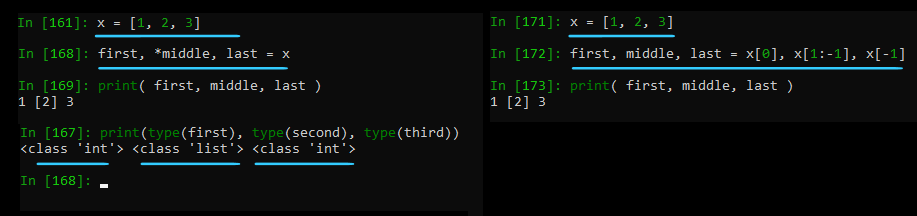 In [161]: x = [1, 2, 3]
In [168]: first, *middle, last = x
In [169]: print( first, middle, last )
1 [2] 3
In [167]: print(type(first), type(second), type(third))
<class 'int'> <class 'list'> <class 'int'>
In [168]:
In [171]: x = [1, 2, 3]
In [172]: first, middle, last = x[0], x[1:-1], x[-1]
In [173]: print( first, middle, last )
1 [2] 3